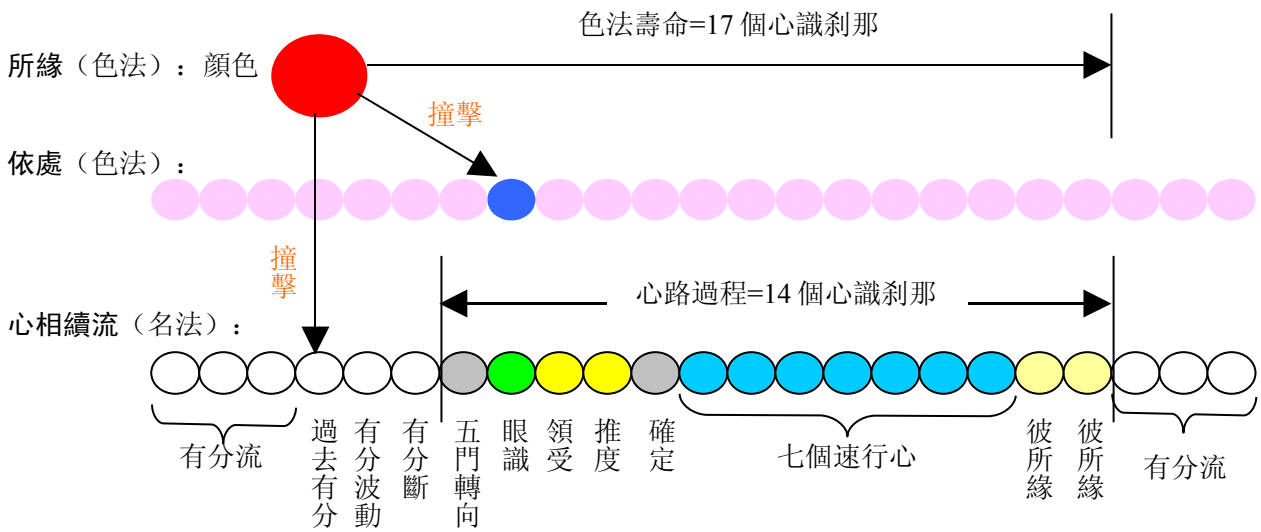 色法壽命=17 個心識剎那
所緣（色法）：顏色
撞擊
依處（色法）：
撞擊
心路過程=14 個心識剎那
心相續流（名法）：
有分流
過去有分
有分波動
有分斷
五門轉向
眼識
領受
推度
確定
七個速行心
彼所緣
彼所緣
有分流